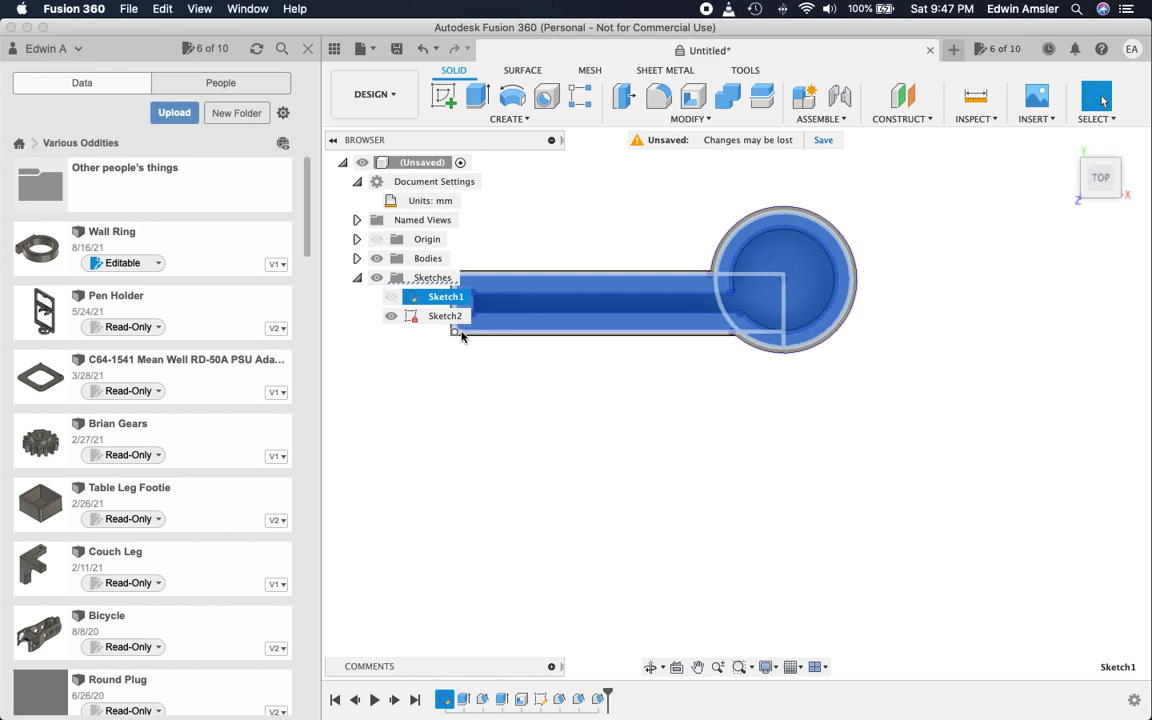 Fusion 360 File Edit View Window Help 100% Sat 9:47 PM Edwin Amsler
Autodesk Fusion 360 (Personal - Not for Commercial Use)
Edwin A 6 of 10 Untitled* 6 of 10 EA
Data People
Upload New Folder
Various Oddities
Other people's things
Wall Ring
8/16/21
Editable V1
Pen Holder
5/24/21
Read-Only V2
C64-1541 Mean Well RD-50A PSU Ada...
3/28/21
Read-Only V1
Brian Gears
2/27/21
Read-Only V1
Table Leg Footie
2/26/21
Read-Only V2
Couch Leg
2/11/21
Read-Only V1
Bicycle
8/8/20
Read-Only V2
Round Plug
6/26/20
Read-Only V2
SOLID SURFACE MESH SHEET METAL TOOLS
DESIGN
CREATE MODIFY ASSEMBLE CONSTRUCT INSPECT INSERT SELECT
BROWSER
Unsaved: Changes may be lost Save
(Unsaved)
Document Settings
Units: mm
Named Views
Origin
Bodies
Sketches
Sketch1
Sketch2
Y
TOP
X
Z
COMMENTS
Sketch1